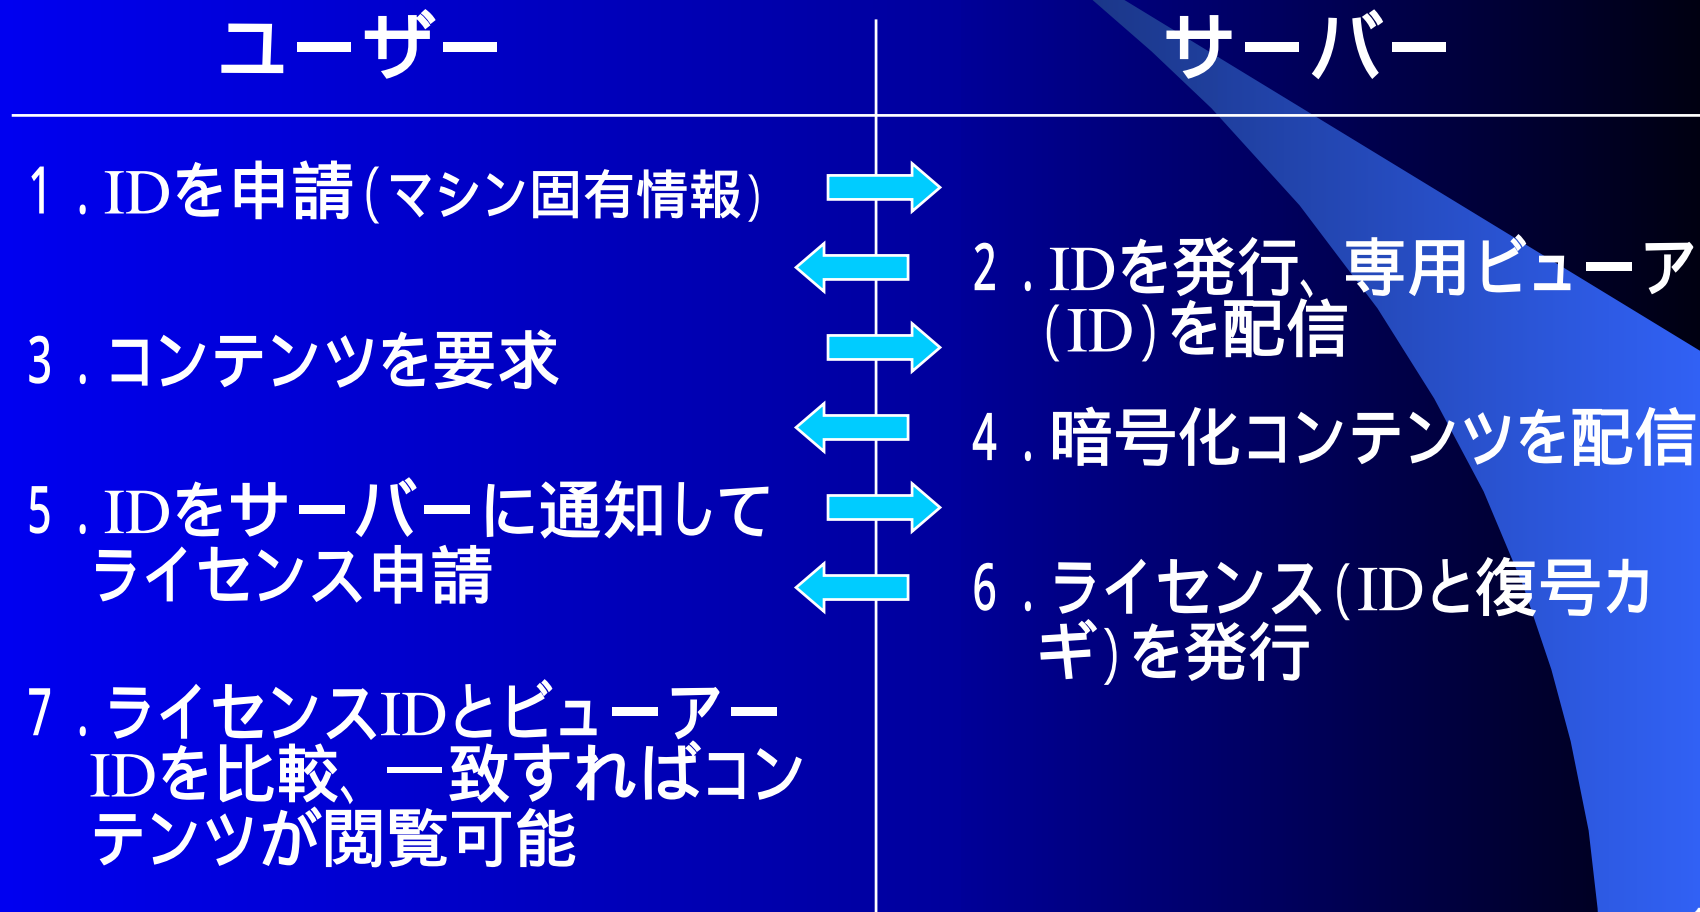 ユーザー
サーバー
1.IDを申請(マシン固有情報)
2.IDを発行、専用ビューア
(ID)を配信
3.コンテンツを要求
4.暗号化コンテンツを配信
5.IDをサーバーに通知して
ライセンス申請
6.ライセンス(IDと復号カ
ギ)を発行
7.ライセンスIDとビューアー
IDを比較、一致すればコン
テンツが閲覧可能